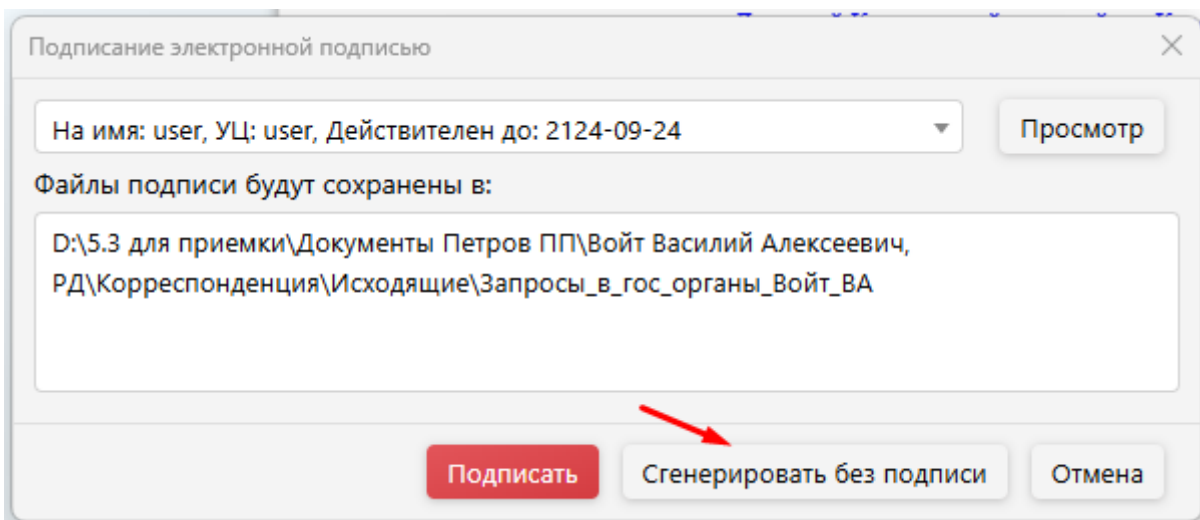 Подписание электронной подписью
На имя: user, УЦ: user, Действителен до: 2124-09-24
Просмотр
Файлы подписи будут сохранены в:
D:\5.3 для приемки\Документы Петров ПП\Войт Василий Алексеевич,
РД\Корреспонденция\Исходящие\Запросы_в_гос_органы_Войт_ВА
Подписать
Сгенерировать без подписи
Отмена